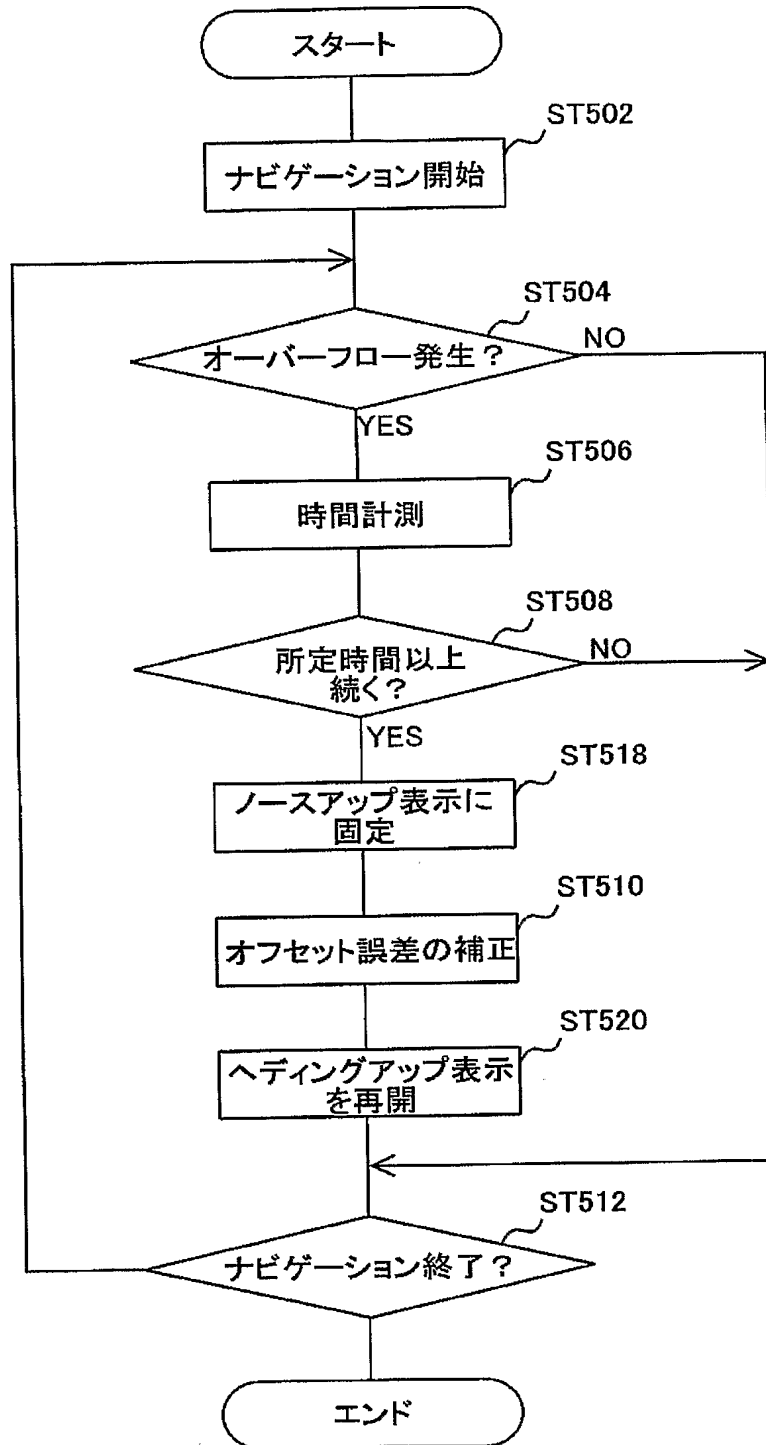 スタート
ST502
ナビゲーション開始
ST504
オーバーフロー発生？
NO
YES
ST506
時間計測
ST508
所定時間以上
続く？
NO
YES
ST518
ノースアップ表示に
固定
ST510
オフセット誤差の補正
ST520
ヘディングアップ表示
を再開
ST512
ナビゲーション終了？
エンド